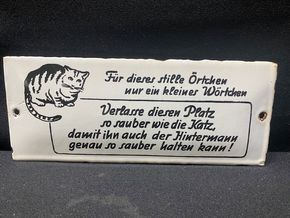 Für dieses stille Örtchen
nur ein kleines Wörtchen
Verlasse diesen Platz
so sauber wie die Katz,
damit ihn auch der Hintermann
genau so sauber halten kann!